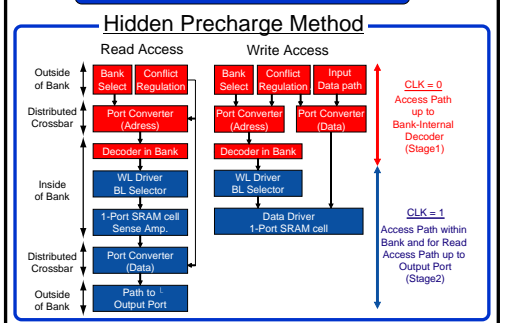 Hidden Precharge Method
Read Access
Write Access
Outside
of Bank
Distributed
Crossbar
Inside
of Bank
Distributed
Crossbar
Outside
of Bank
Bank
Select
Conflict
Regulation
Port Converter
(Adress)
Decoder in Bank
WL Driver
BL Selector
1-Port SRAM cell
Sense Amp.
Port Converter
(Data)
Path to
Output Port
Bank
Select
Conflict
Regulation
Input
Data path
Port Converter
(Adress)
Port Converter
(Data)
Decoder in Bank
WL Driver
BL Selector
Data Driver
1-Port SRAM cell
CLK = 0
Access Path
up to
Bank-Internal
Decoder
(Stage1)
CLK = 1
Access Path within
Bank and for Read
Access Path up to
Output Port
(Stage2)